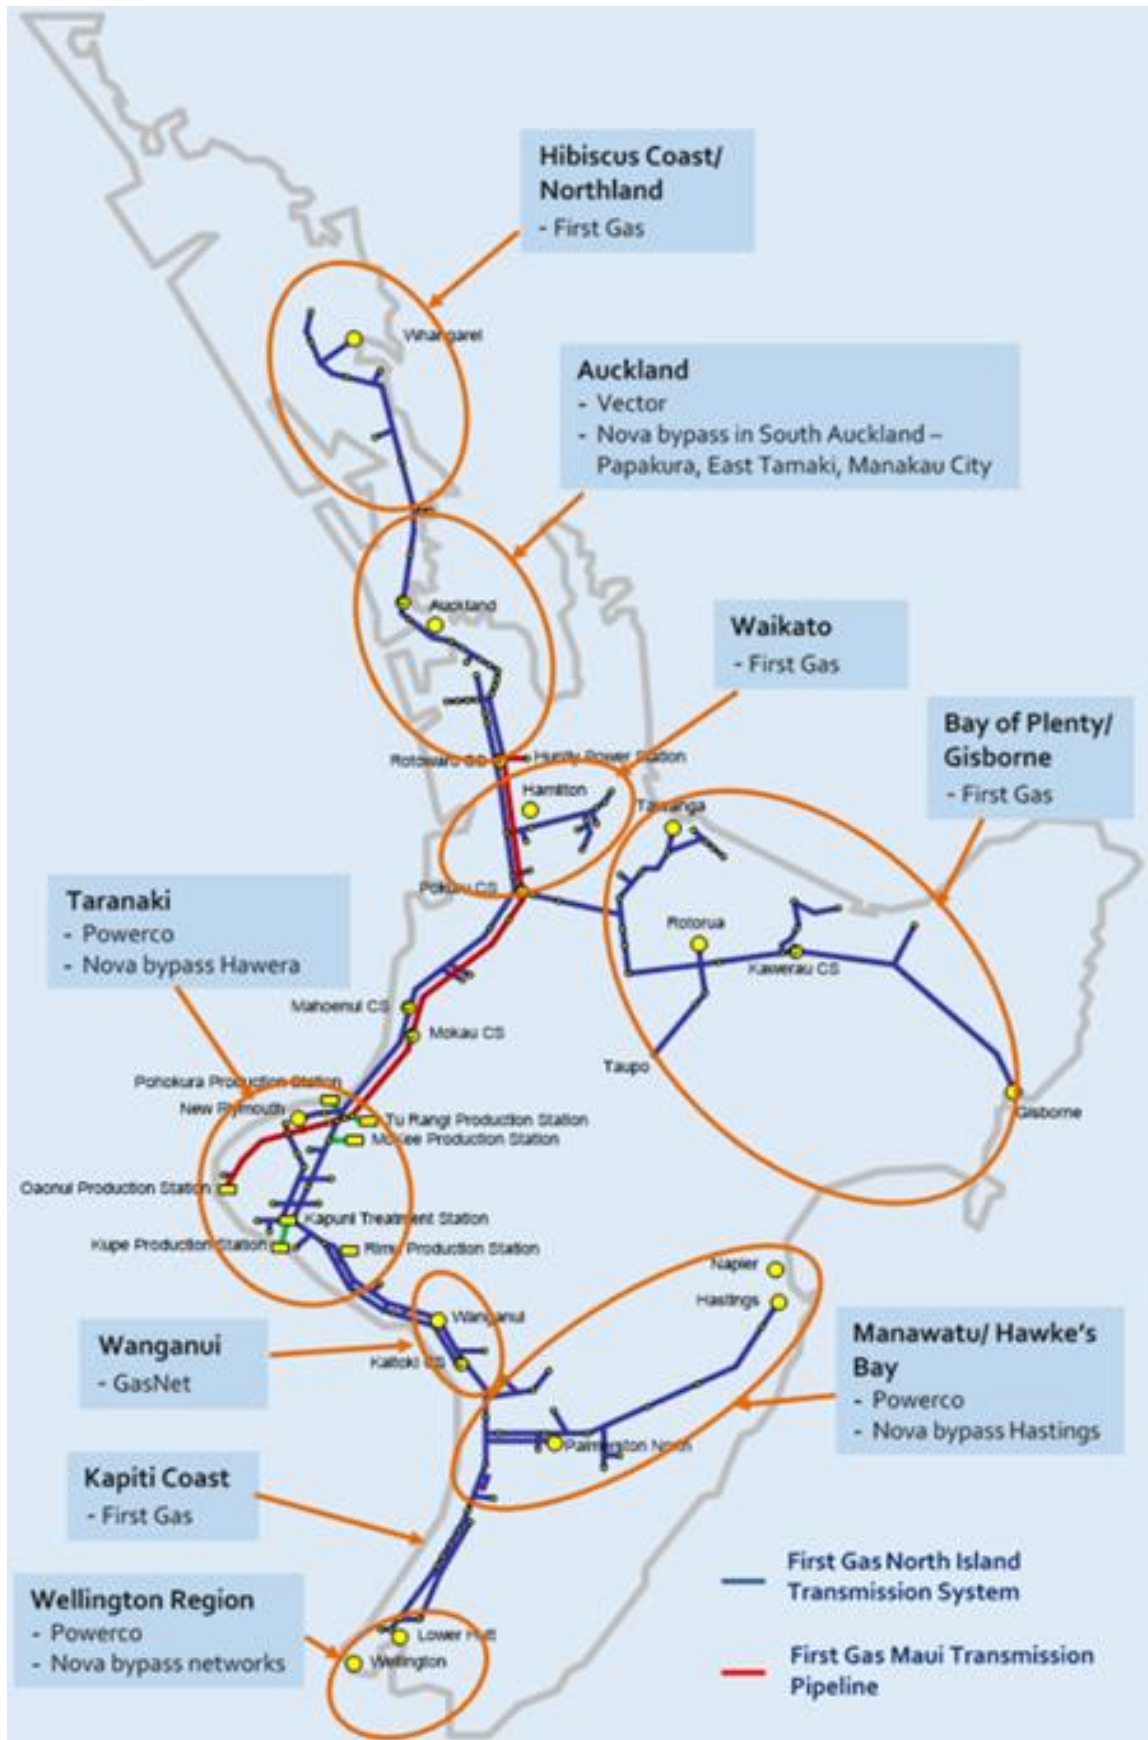 Hibiscus Coast/
Northland
- First Gas
Whangarei
Auckland
- Vector
- Nova bypass in South Auckland –
Papakura, East Tamaki, Manakau City
Auckland
Waikato
- First Gas
Bay of Plenty/
Gisborne
- First Gas
Rotowaru CS
Huntly Power Station
Hamilton
Tauranga
Pokuru CS
Taranaki
- Powerco
- Nova bypass Hawera
Rotorua
Kawerau CS
Mahoenui CS
Mokau CS
Taupo
Pohokura Production Station
New Plymouth
Tu Rangi Production Station
McKee Production Station
Gisborne
Oaonui Production Station
Kapuni Treatment Station
Kupe Production Station
Rimu Production Station
Napier
Hastings
Wanganui
Wanganui
- GasNet
Kaitoki CS
Manawatu/ Hawke's
Bay
- Powerco
- Nova bypass Hastings
Palmerston North
Kapiti Coast
- First Gas
First Gas North Island
Transmission System
Wellington Region
- Powerco
- Nova bypass networks
Lower Hutt
Wellington
First Gas Maui Transmission
Pipeline